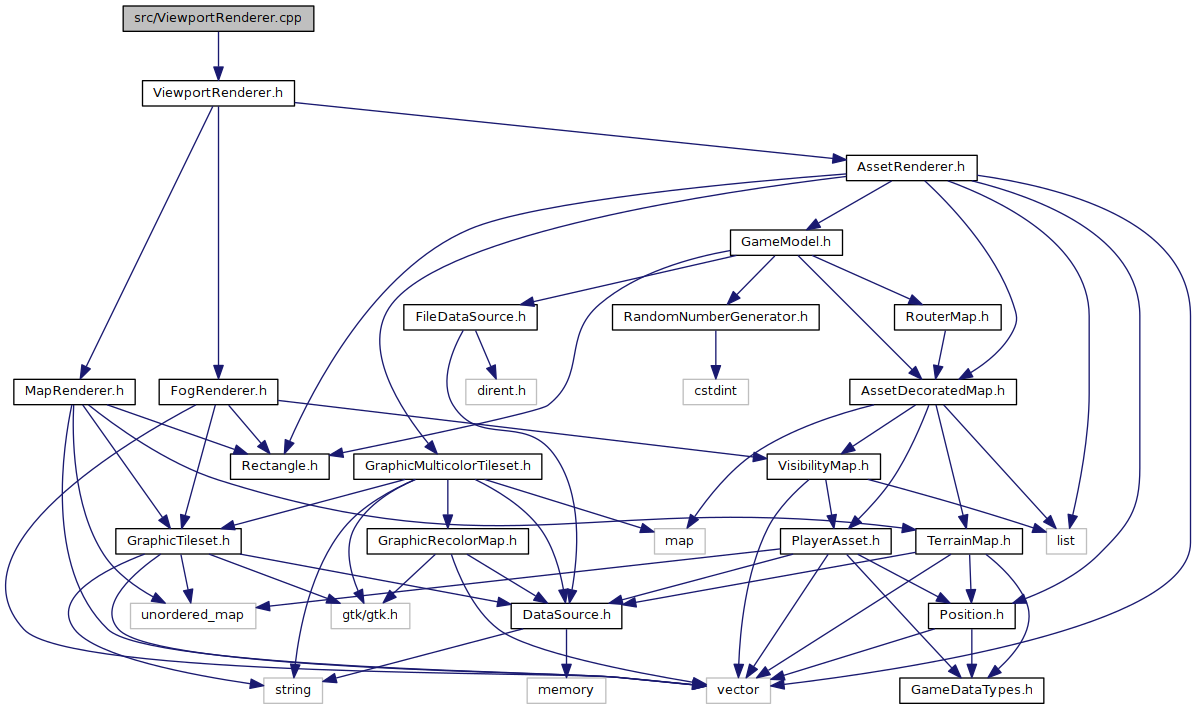 src/ViewportRenderer.cpp
ViewportRenderer.h
AssetRenderer.h
GameModel.h
FileDataSource.h
RandomNumberGenerator.h
RouterMap.h
MapRenderer.h
FogRenderer.h
dirent.h
cstdint
AssetDecoratedMap.h
Rectangle.h
GraphicMulticolorTileset.h
VisibilityMap.h
GraphicTileset.h
GraphicRecolorMap.h
map
PlayerAsset.h
TerrainMap.h
list
unordered_map
gtk/gtk.h
DataSource.h
Position.h
string
memory
vector
GameDataTypes.h